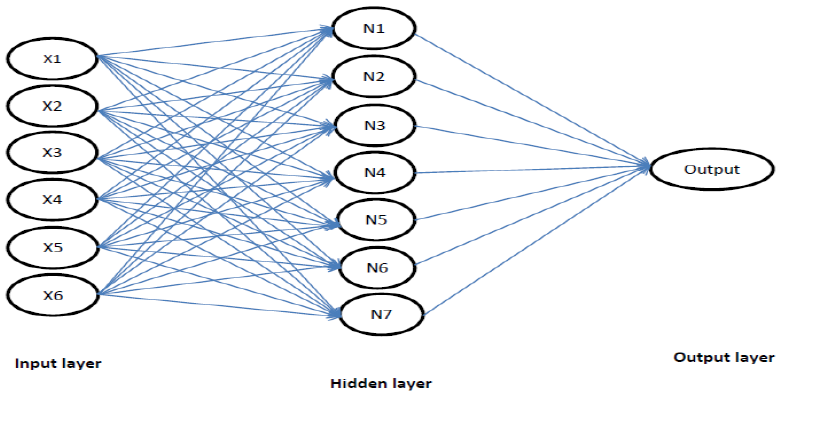 X1
X2
X3
X4
X5
X6
Input layer
N1
N2
N3
N4
N5
N6
N7
Hidden layer
Output
Output layer